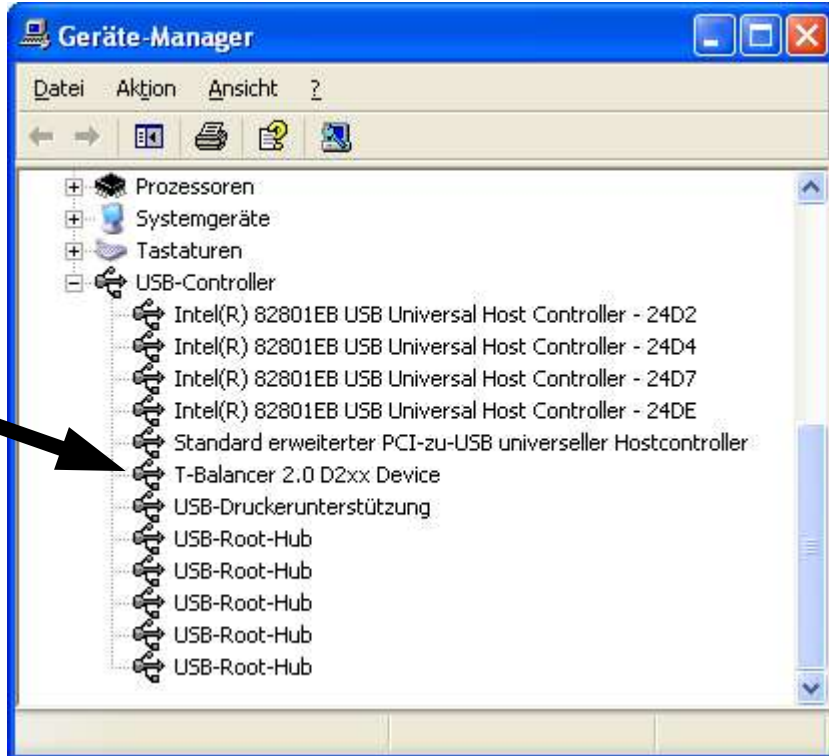 Geräte-Manager
Datei Aktion Ansicht ?
Prozessoren
Systemgeräte
Tastaturen
USB-Controller
Intel(R) 82801EB USB Universal Host Controller - 24D2
Intel(R) 82801EB USB Universal Host Controller - 24D4
Intel(R) 82801EB USB Universal Host Controller - 24D7
Intel(R) 82801EB USB Universal Host Controller - 24DE
Standard erweiterter PCI-zu-USB universeller Hostcontroller
T-Balancer 2.0 D2xx Device
USB-Druckerunterstützung
USB-Root-Hub
USB-Root-Hub
USB-Root-Hub
USB-Root-Hub
USB-Root-Hub